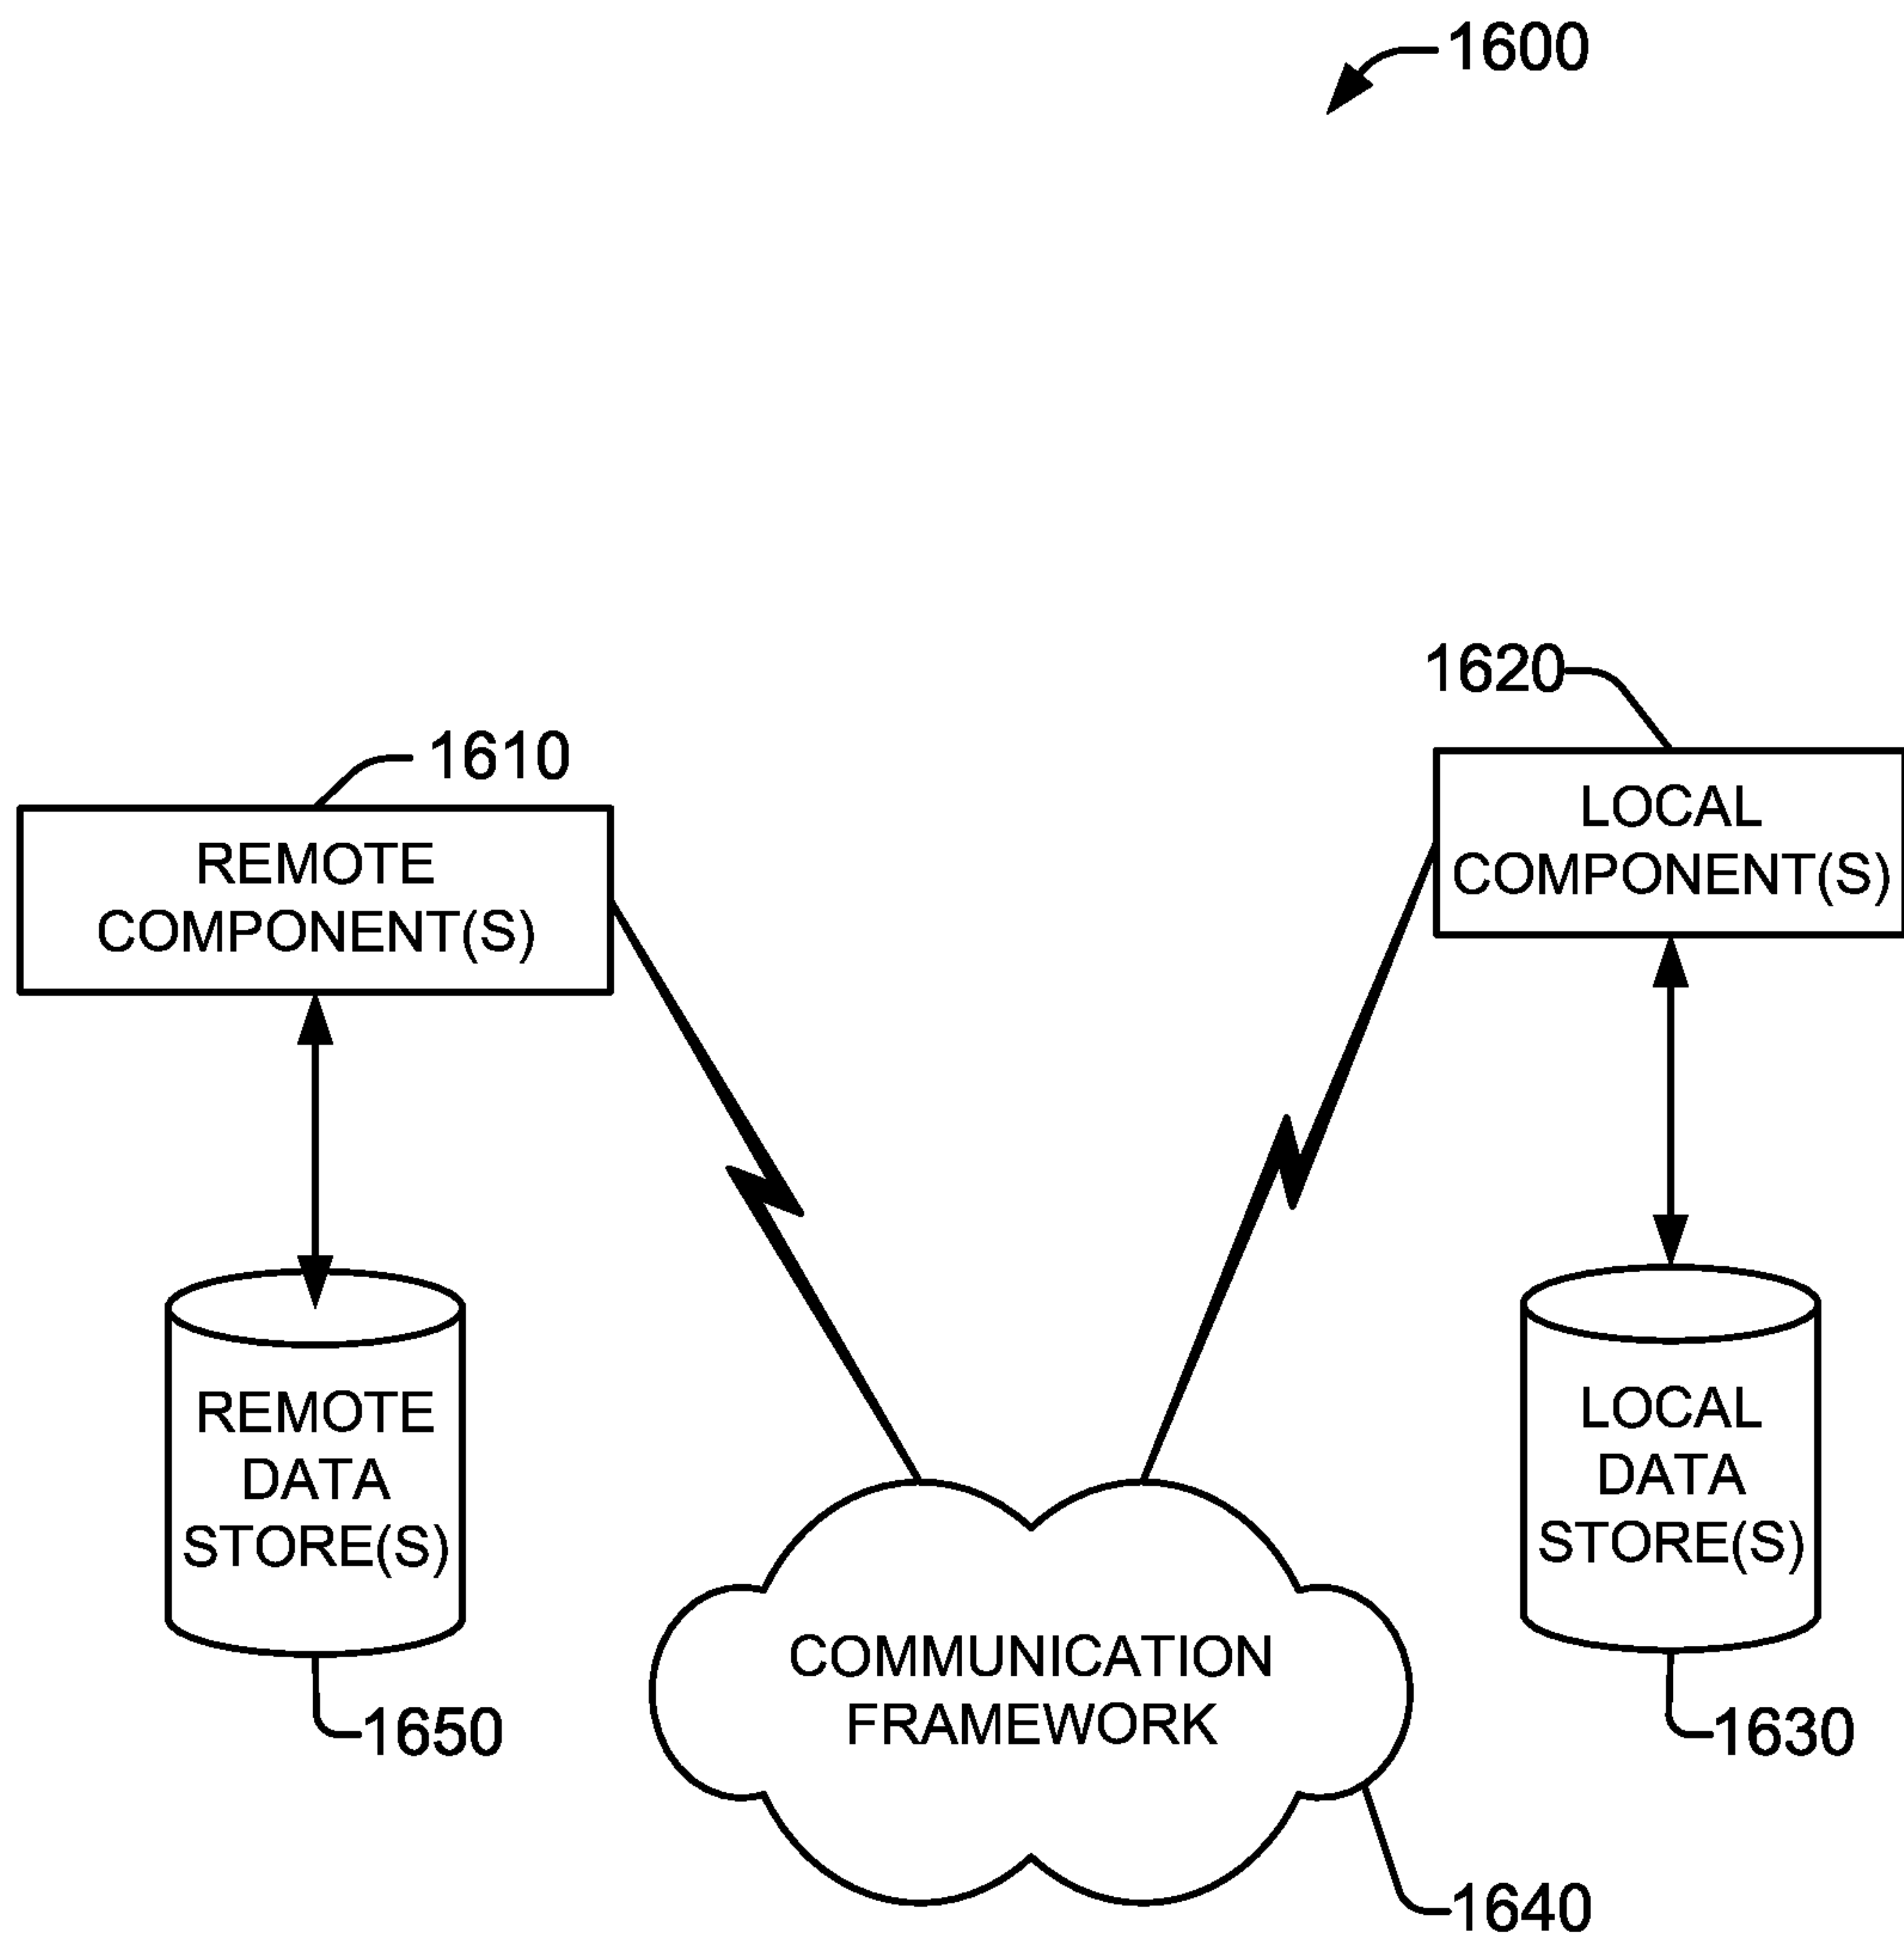 1600
1620
1610
LOCAL
COMPONENT(S)
REMOTE
COMPONENT(S)
REMOTE
DATA
STORE(S)
LOCAL
DATA
STORE(S)
COMMUNICATION
FRAMEWORK
1650
1630
1640